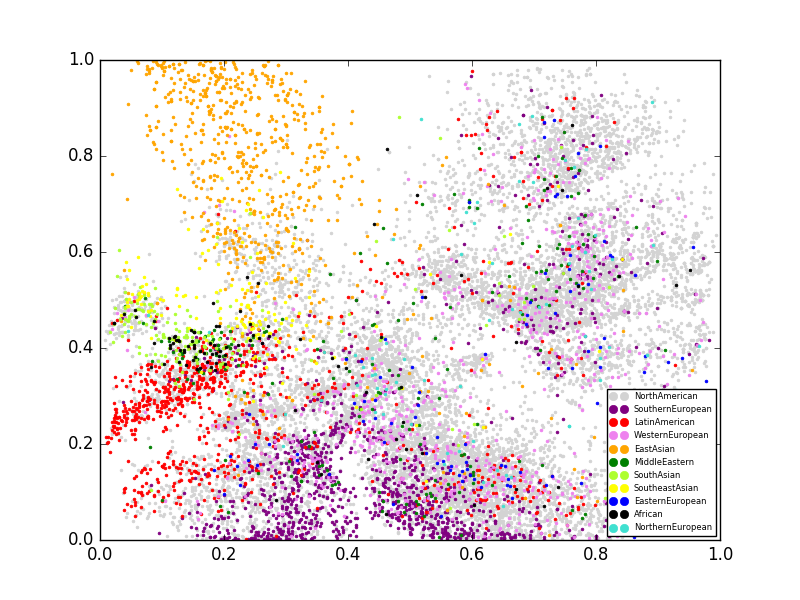 1.0
0.8
0.6
0.4
0.2
0.0
0.0 0.2 0.4 0.6 0.8 1.0
NorthAmerican
SouthernEuropean
LatinAmerican
WesternEuropean
EastAsian
MiddleEastern
SouthAsian
SoutheastAsian
EasternEuropean
African
NorthernEuropean